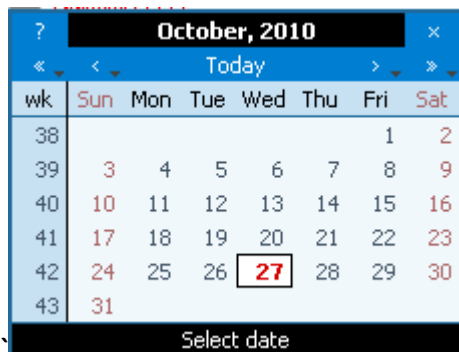 ? October, 2010 ×
« ‹ Today › »
wk Sun Mon Tue Wed Thu Fri Sat
38 1 2
39 3 4 5 6 7 8 9
40 10 11 12 13 14 15 16
41 17 18 19 20 21 22 23
42 24 25 26 27 28 29 30
43 31
Select date